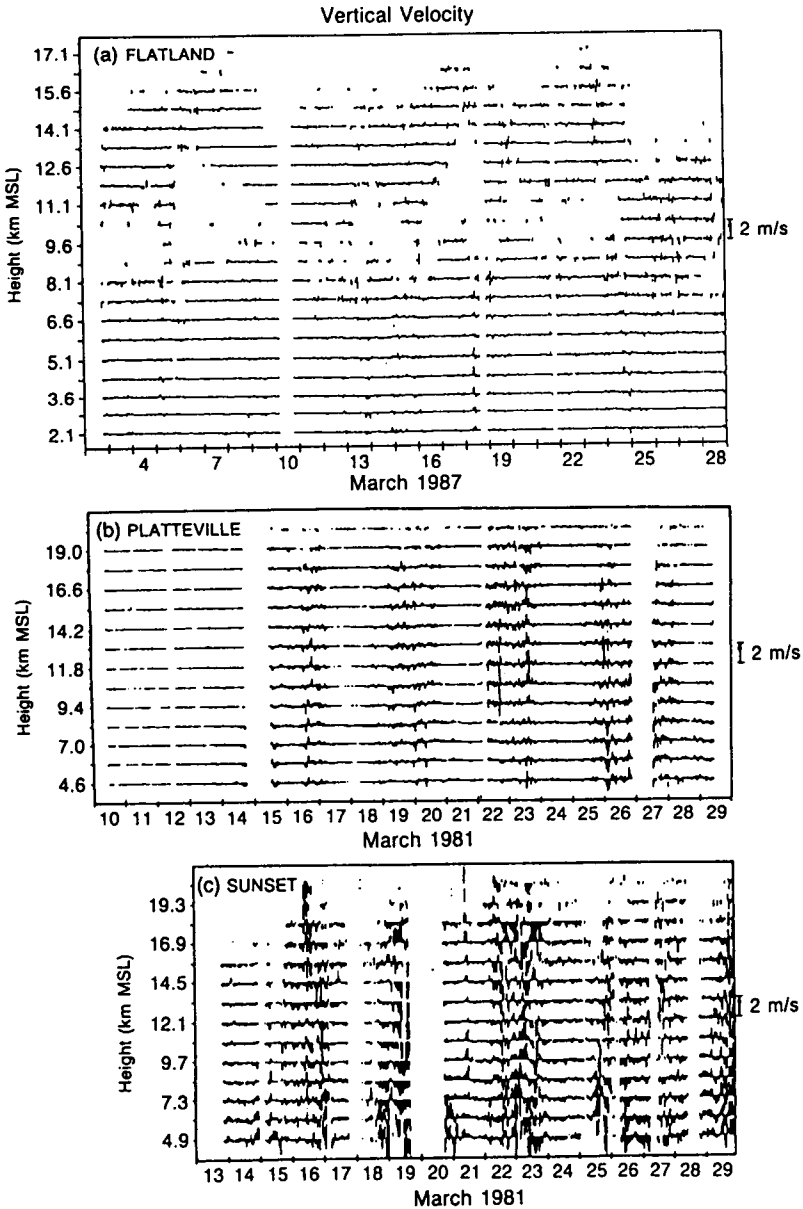 Vertical Velocity
(a) FLATLAND
17.1
15.6
14.1
12.6
11.1
9.6
8.1
6.6
5.1
3.6
2.1
Height (km MSL)
2 m/s
4 7 10 13 16 19 22 25 28
March 1987
(b) PLATTEVILLE
19.0
16.6
14.2
11.8
9.4
7.0
4.6
Height (km MSL)
2 m/s
10 11 12 13 14 15 16 17 18 19 20 21 22 23 24 25 26 27 28 29
March 1981
(c) SUNSET
19.3
16.9
14.5
12.1
9.7
7.3
4.9
Height (km MSL)
2 m/s
13 14 15 16 17 18 19 20 21 22 23 24 25 26 27 28 29
March 1981